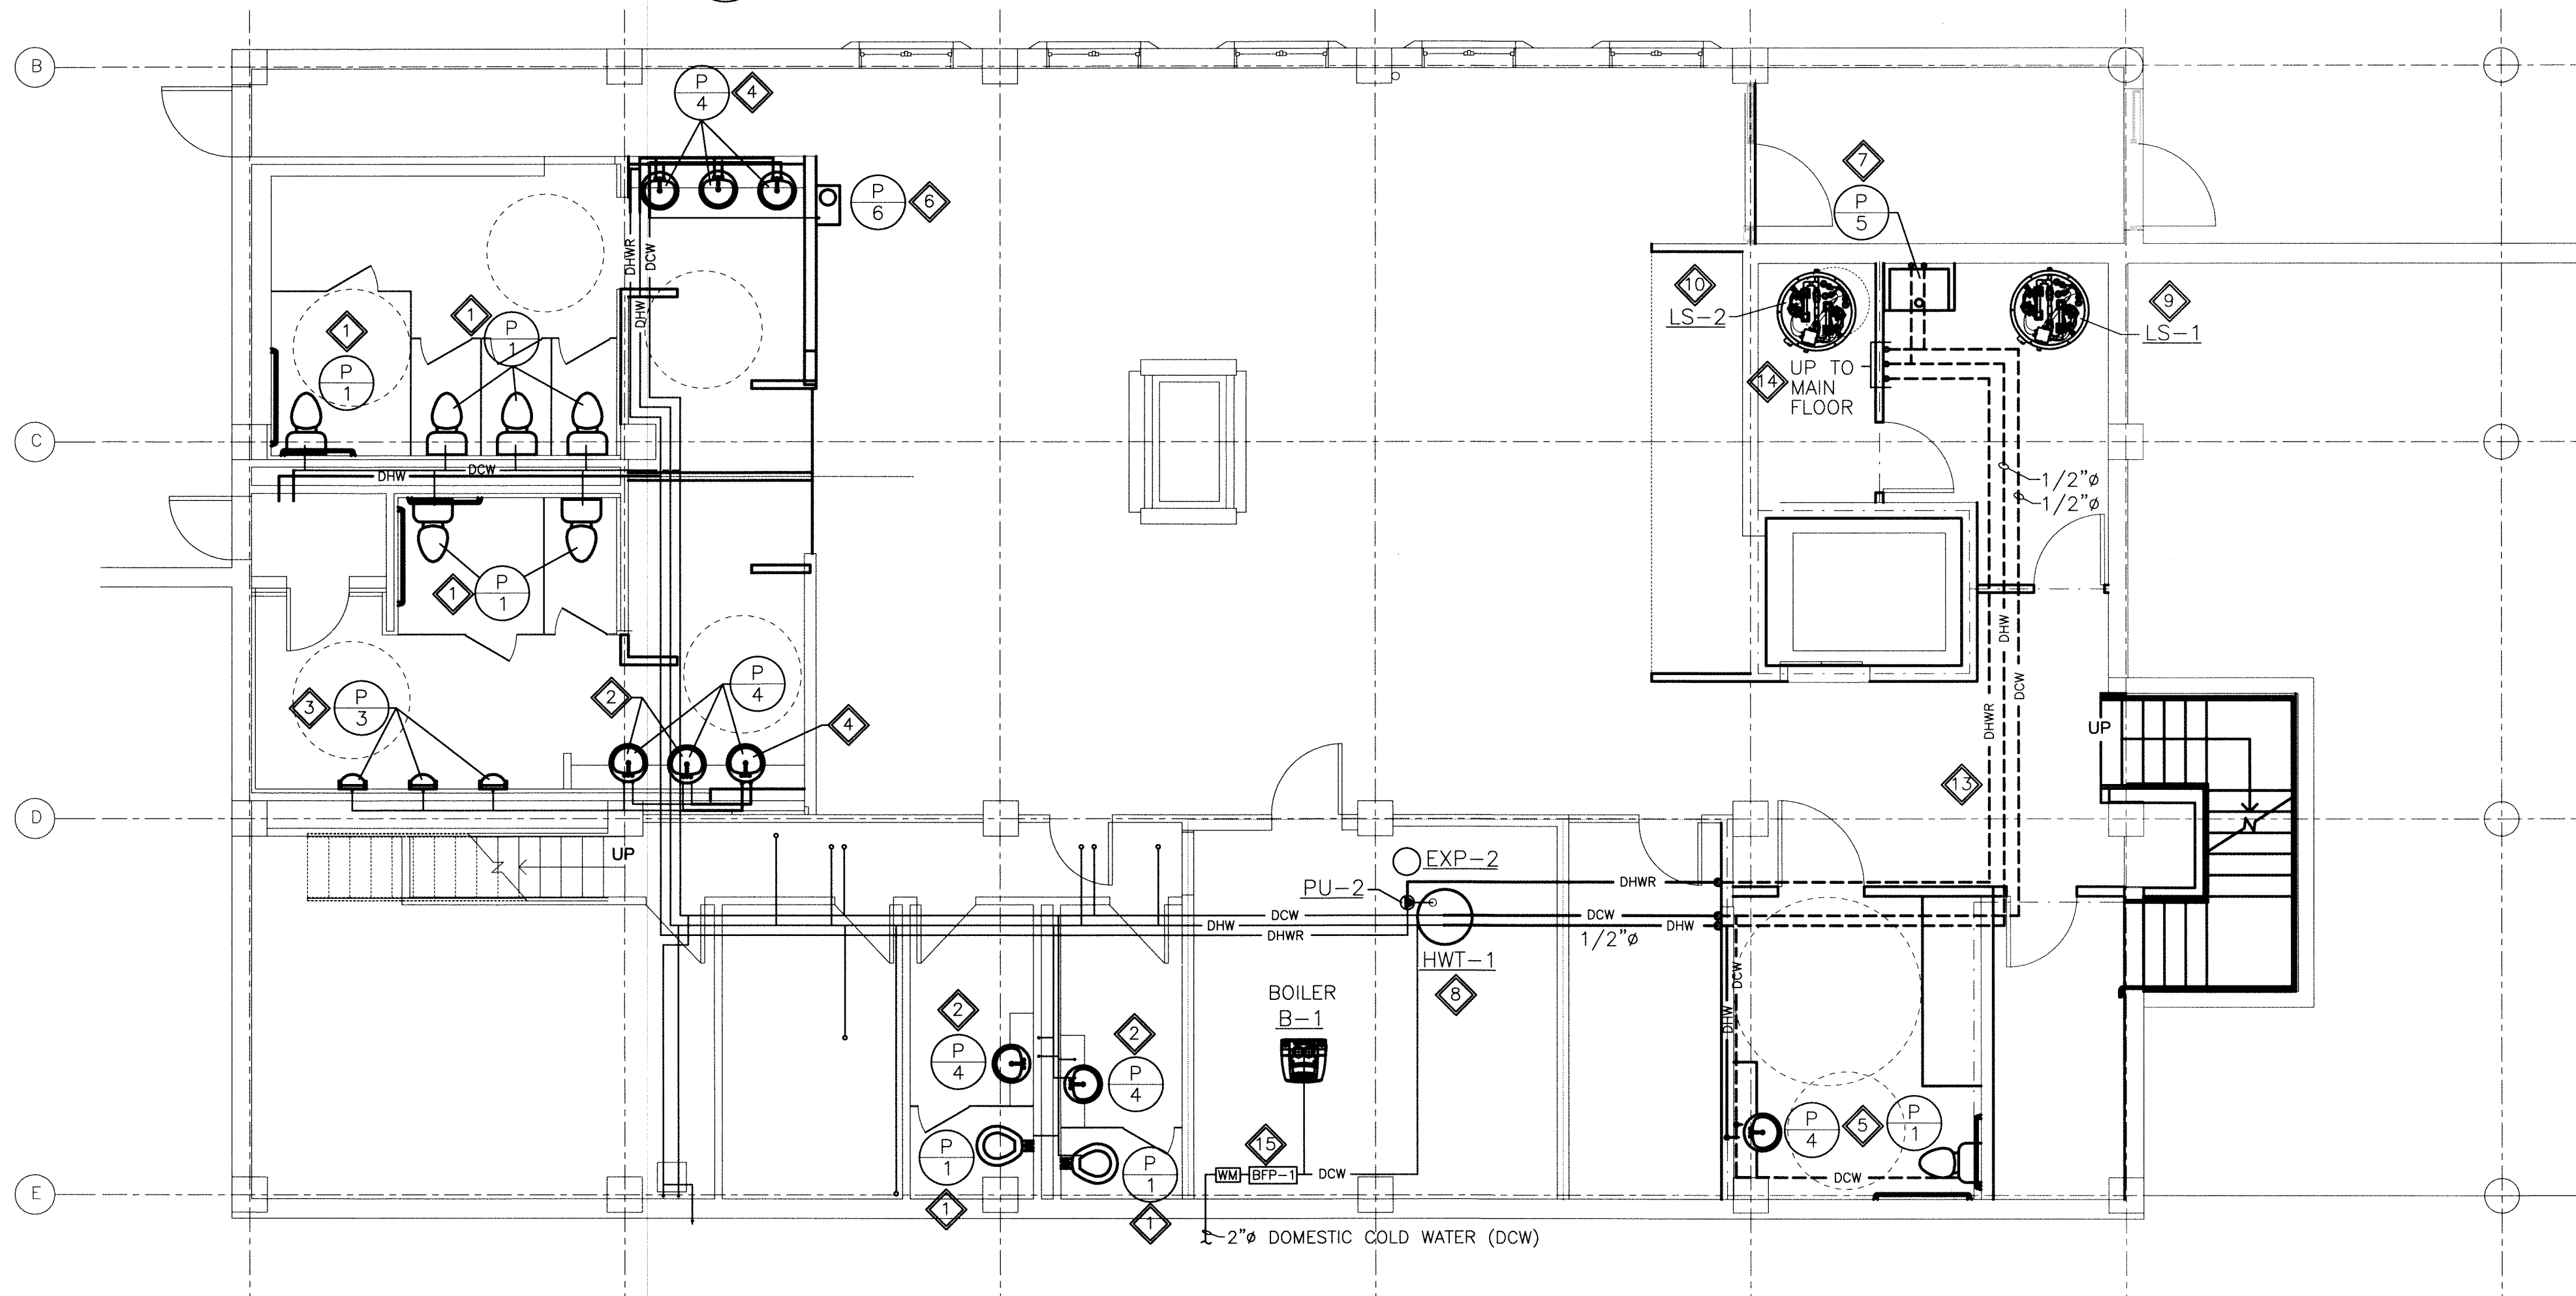 B
P
4
4
7
P
5
P
6
6
DHWR
DCW
DHW
10
LS-2
9
LS-1
1
1
P
1
P
1
14
UP TO
MAIN
FLOOR
C
DHW
DCW
1/2"ø
1/2"ø
1
P
1
DHW
DCW
DHWR
3
P
3
2
P
4
4
UP
13
D
UP
EXP-2
PU-2
DHWR
DCW
DHW
DHWR
DCW
DHW
1/2"ø
HWT-1
8
BOILER
B-1
DCW
DHW
2
P
4
2
P
4
P
4
5
P
1
15
P
1
P
1
WM
BFP-1
DCW
DCW
E
1
1
2"ø DOMESTIC COLD WATER (DCW)